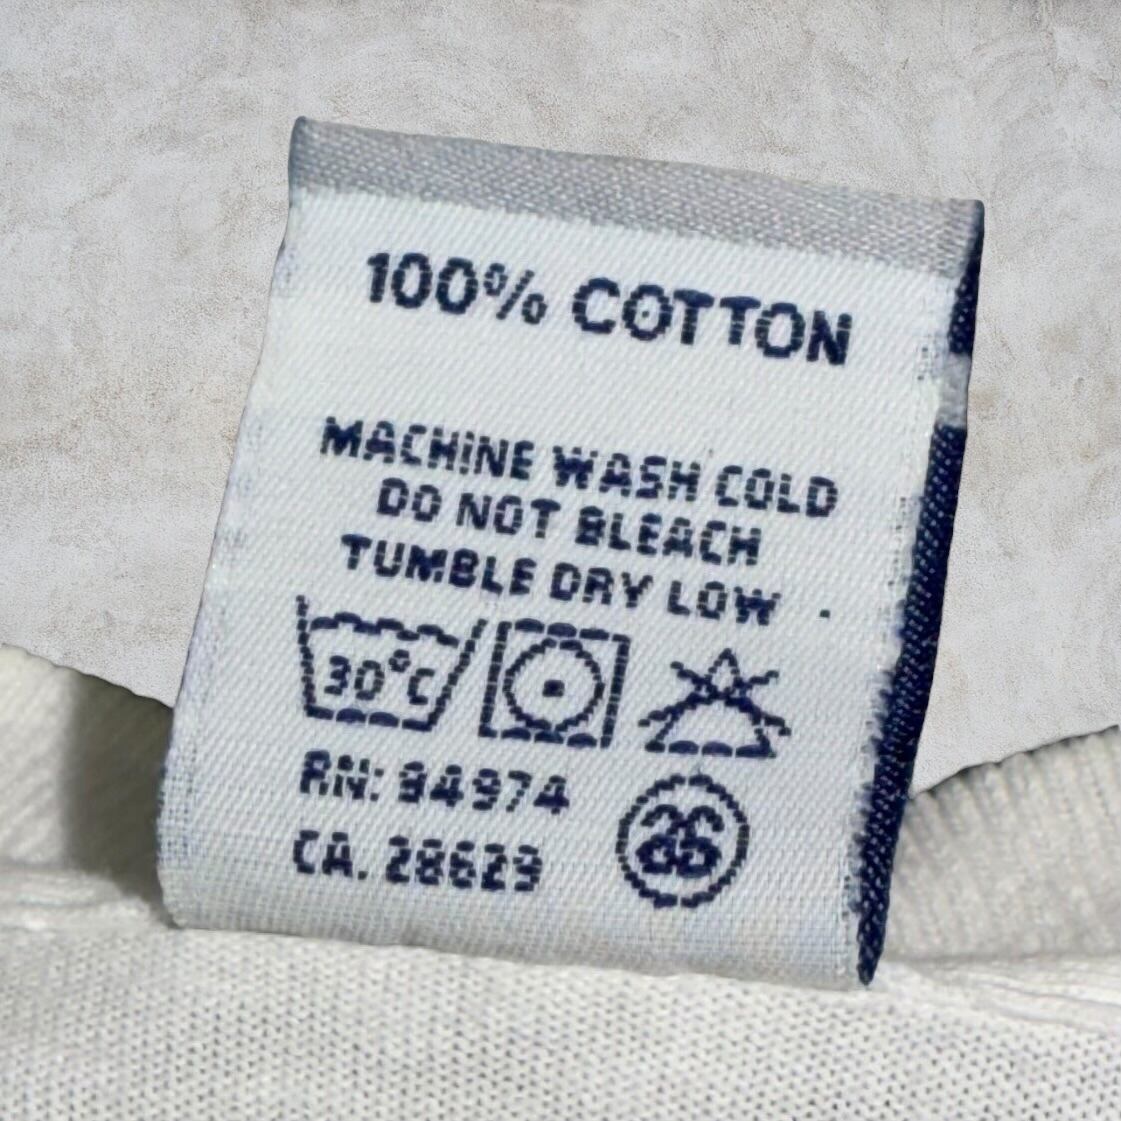 100% COTTON
MACHINE WASH COLD
DO NOT BLEACH
TUMBLE DRY LOW
30°C
RN: 94974
CA. 28629